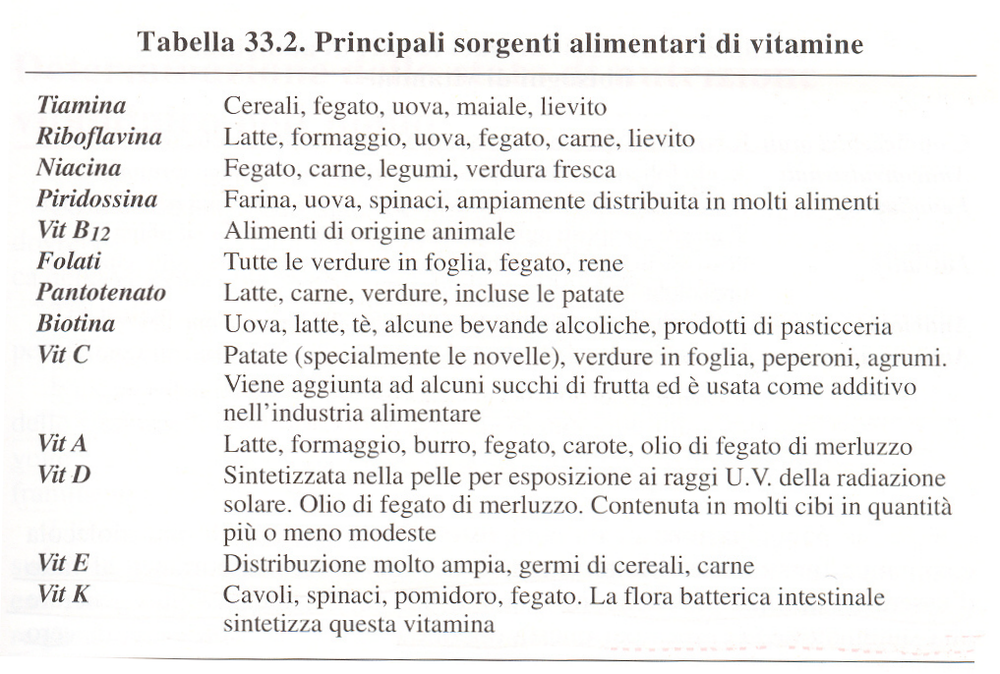 Tabella 33.2. Principali sorgenti alimentari di vitamine
Tiamina Cereali, fegato, uova, maiale, lievito
Riboflavina Latte, formaggio, uova, fegato, carne, lievito
Niacina Fegato, carne, legumi, verdura fresca
Piridossina Farina, uova, spinaci, ampiamente distribuita in molti alimenti
Vit B12 Alimenti di origine animale
Folati Tutte le verdure in foglia, fegato, rene
Pantotenato Latte, carne, verdure, incluse le patate
Biotina Uova, latte, tè, alcune bevande alcoliche, prodotti di pasticceria
Vit C Patate (specialmente le novelle), verdure in foglia, peperoni, agrumi.
Viene aggiunta ad alcuni succhi di frutta ed è usata come additivo
nell'industria alimentare
Vit A Latte, formaggio, burro, fegato, carote, olio di fegato di merluzzo
Vit D Sintetizzata nella pelle per esposizione ai raggi U.V. della radiazione
solare. Olio di fegato di merluzzo. Contenuta in molti cibi in quantità
più o meno modeste
Vit E Distribuzione molto ampia, germi di cereali, carne
Vit K Cavoli, spinaci, pomidoro, fegato. La flora batterica intestinale
sintetizza questa vitamina